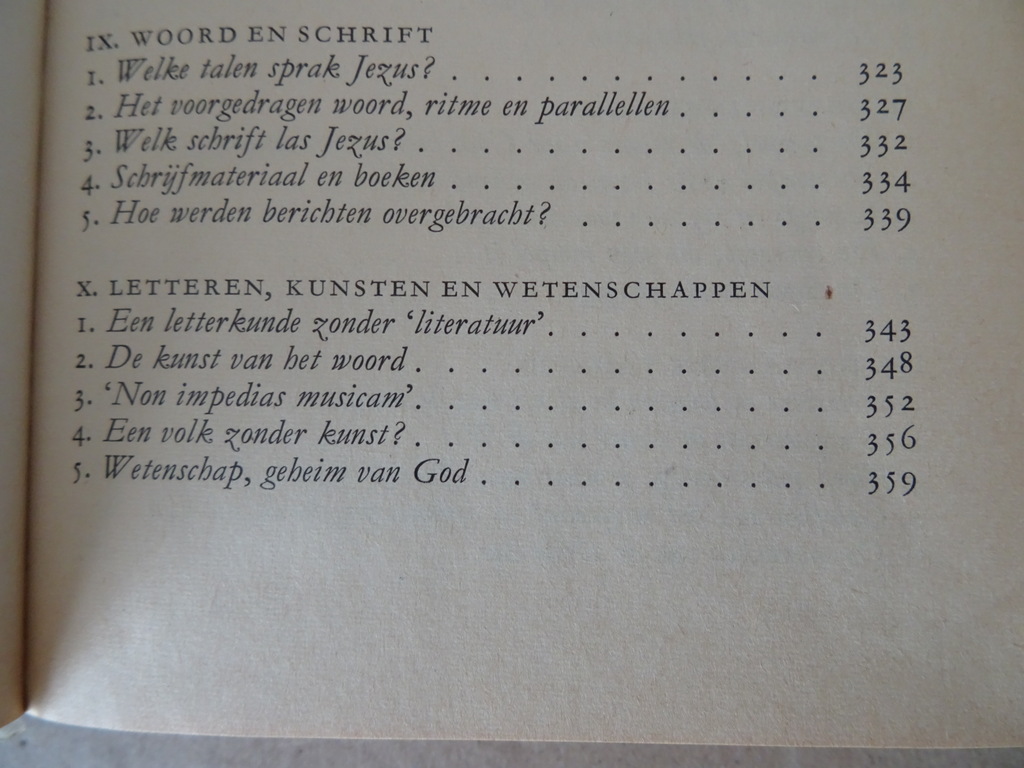 IX. WOORD EN SCHRIFT
1. Welke talen sprak Jezus? . . . . . . . . . . . . 323
2. Het voorgedragen woord, ritme en parallellen . . . . . 327
3. Welk schrift las Jezus? . . . . . . . . . . . . . 332
4. Schrijfmateriaal en boeken . . . . . . . . . . . . 334
5. Hoe werden berichten overgebracht? . . . . . . . . 339
X. LETTEREN, KUNSTEN EN WETENSCHAPPEN
1. Een letterkunde zonder ‘literatuur’. . . . . . . . . 343
2. De kunst van het woord . . . . . . . . . . . . . 348
3. ‘Non impedias musicam’. . . . . . . . . . . . . 352
4. Een volk zonder kunst? . . . . . . . . . . . . . 356
5. Wetenschap, geheim van God . . . . . . . . . . . 359